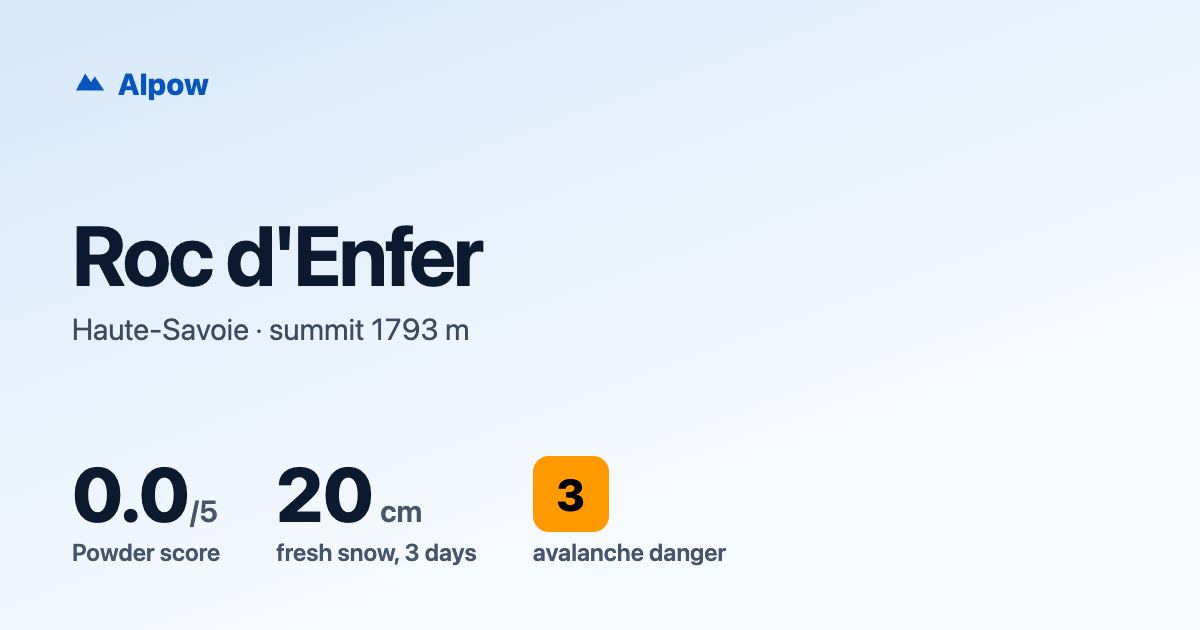 Alpow
Roc d'Enfer
Haute-Savoie · summit 1793 m
0.0/5
Powder score
20 cm
fresh snow, 3 days
3
avalanche danger